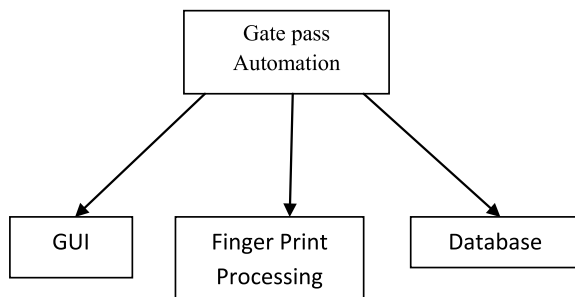 Gate pass
Automation
GUI
Finger Print
Processing
Database